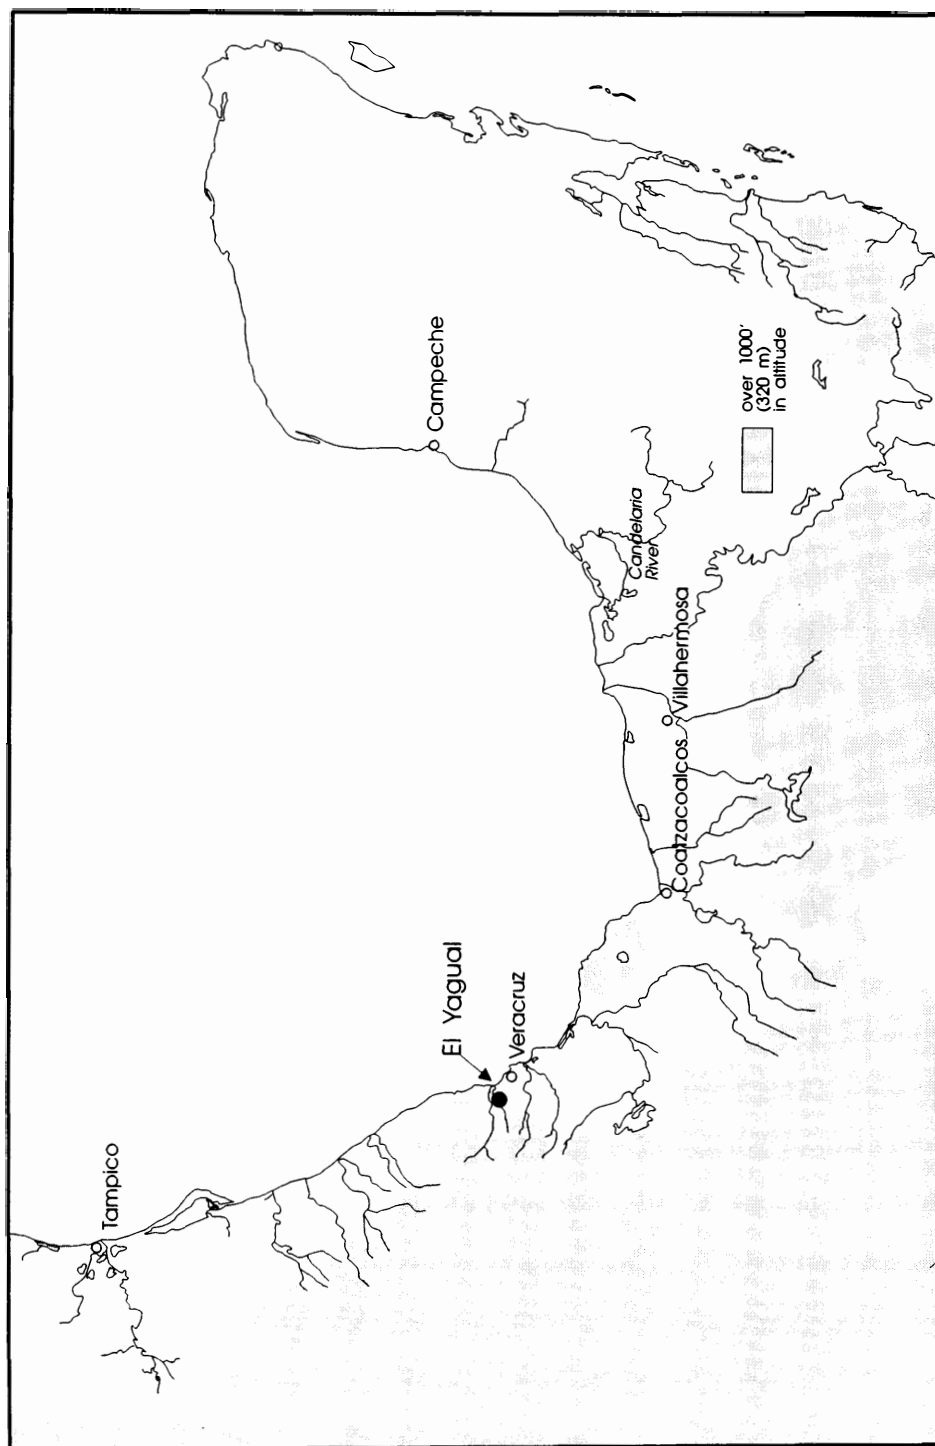 Tampico
El Yagual
Veracruz
Coatzacoalcos
Villahermosa
Candelaria
River
Campeche
over 1000'
(320 m)
in altitude